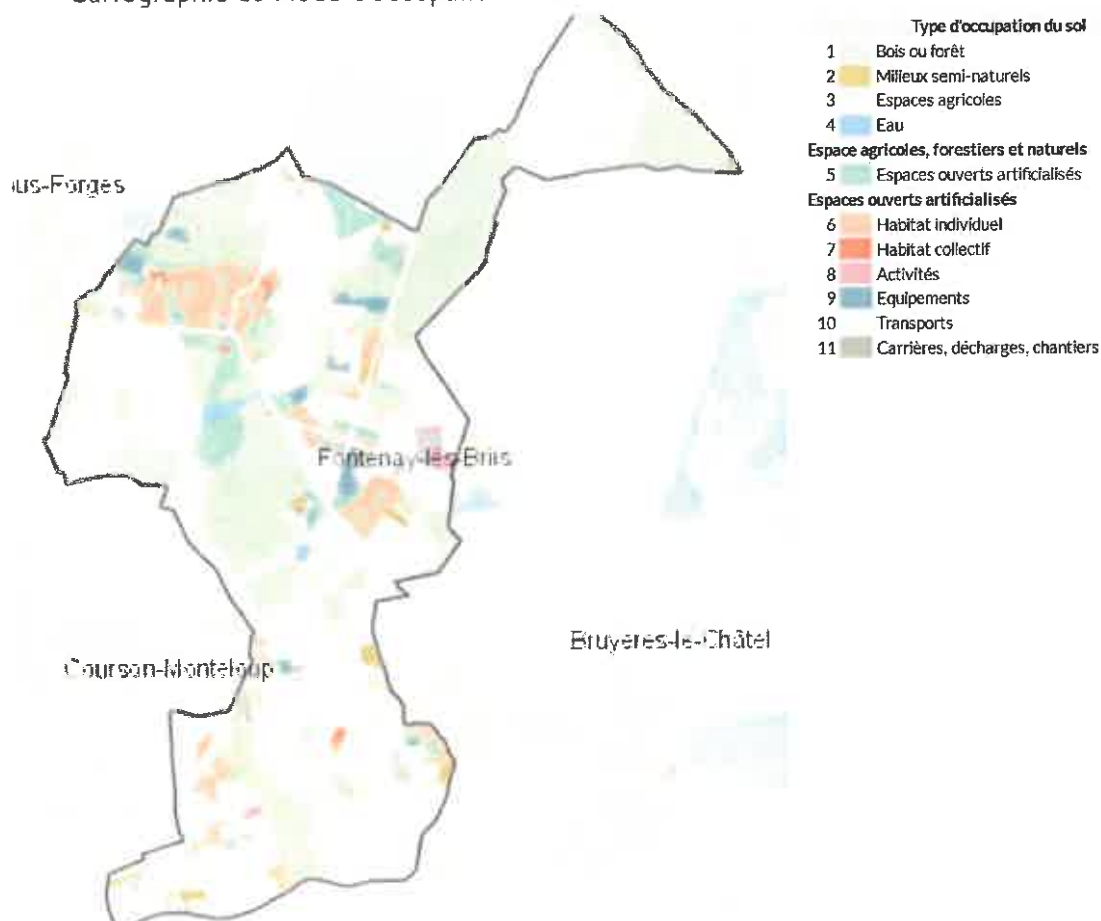 Type d'occupation du sol
1 Bois ou forêt
2 Milieux semi-naturels
3 Espaces agricoles
4 Eau
Espace agricoles, forestiers et naturels
5 Espaces ouverts artificialisés
Espaces ouverts artificialisés
6 Habitat individuel
7 Habitat collectif
8 Activités
9 Equipements
10 Transports
11 Carrières, décharges, chantiers
Fontenay-lès-Briis
Bruyères-le-Châtel
Courson-Monteloup